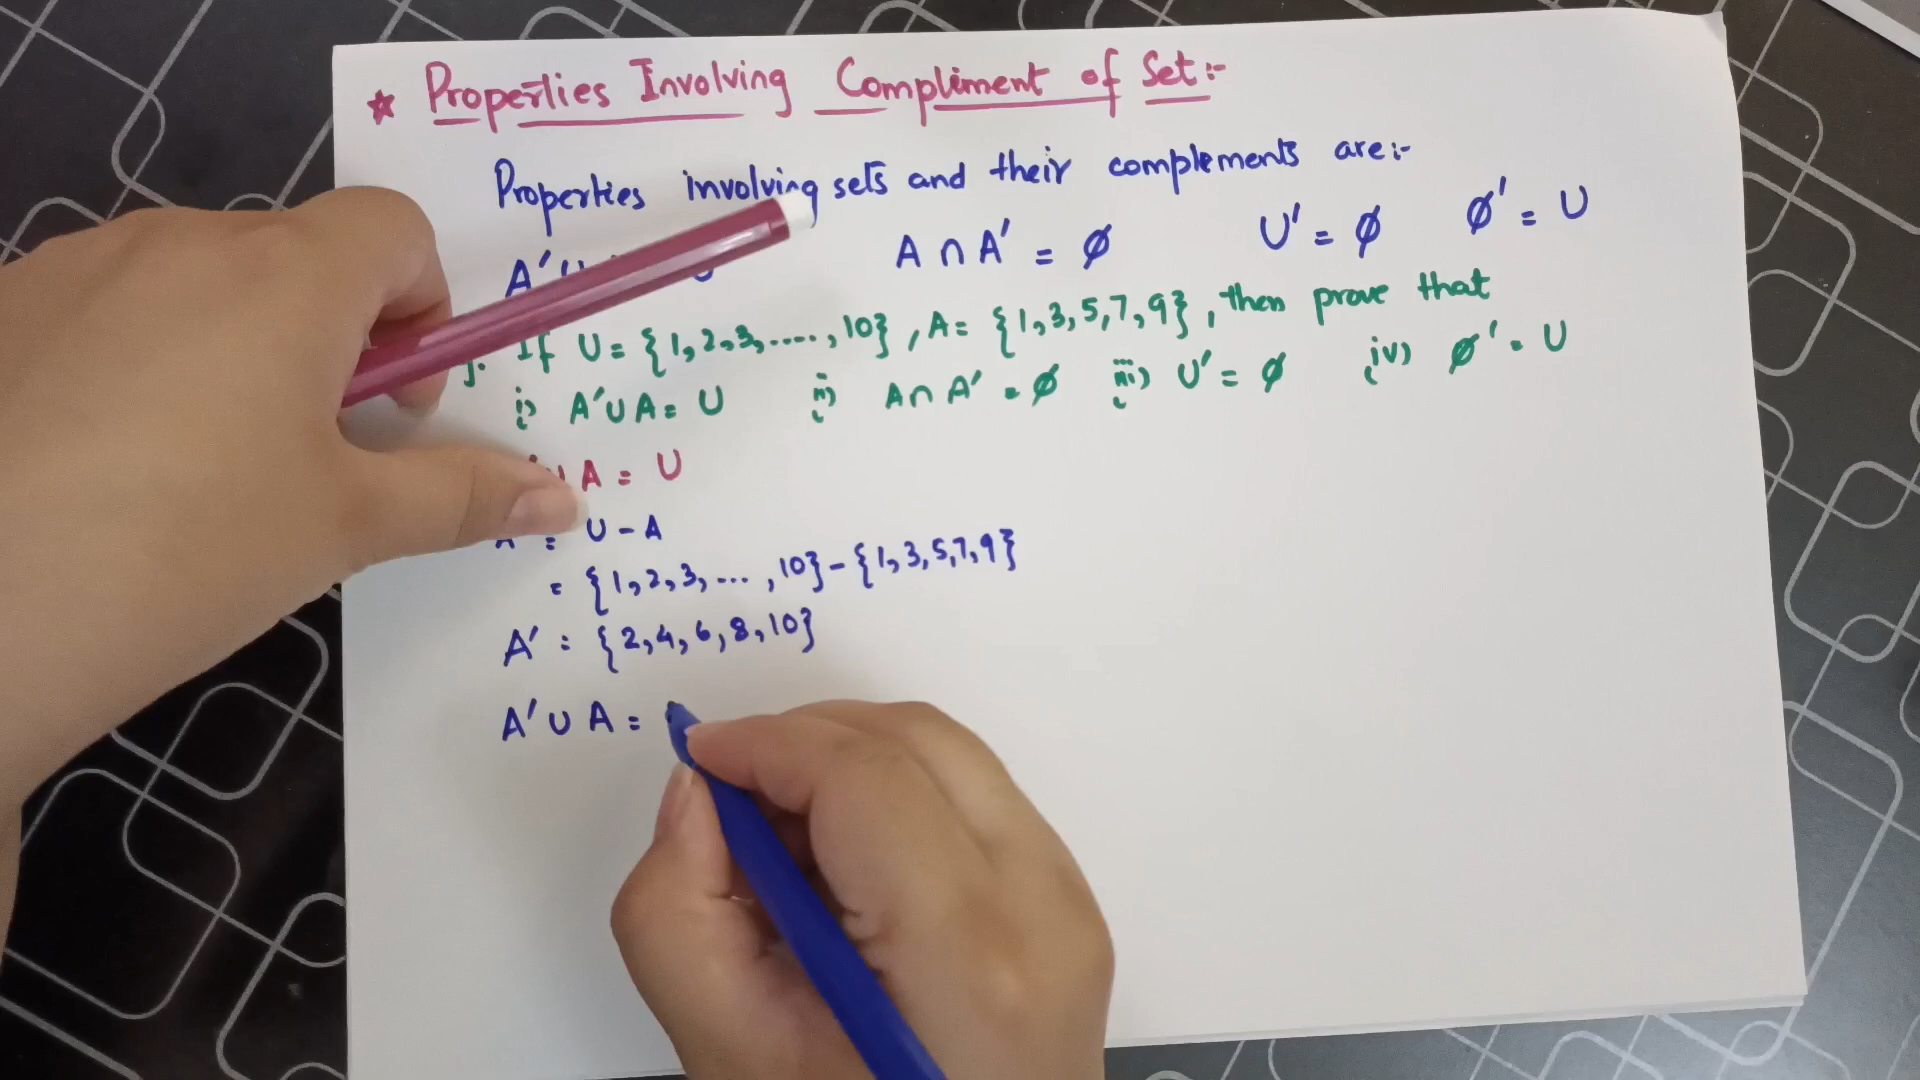 ★ Properties Involving Compliment of Set:-
Properties involving sets and their complements are:-
A' U A ∩ A' = ϕ U' = ϕ ϕ' = U
If U = {1,2,3,....,10}, A = {1,3,5,7,9}, then prove that
i) A'∪A = U ii) A∩A' = ϕ iii) U' = ϕ iv) ϕ' = U
∪ A = U
A' = U - A
= {1,2,3,...,10} - {1,3,5,7,9}
A' = {2,4,6,8,10}
A' ∪ A =